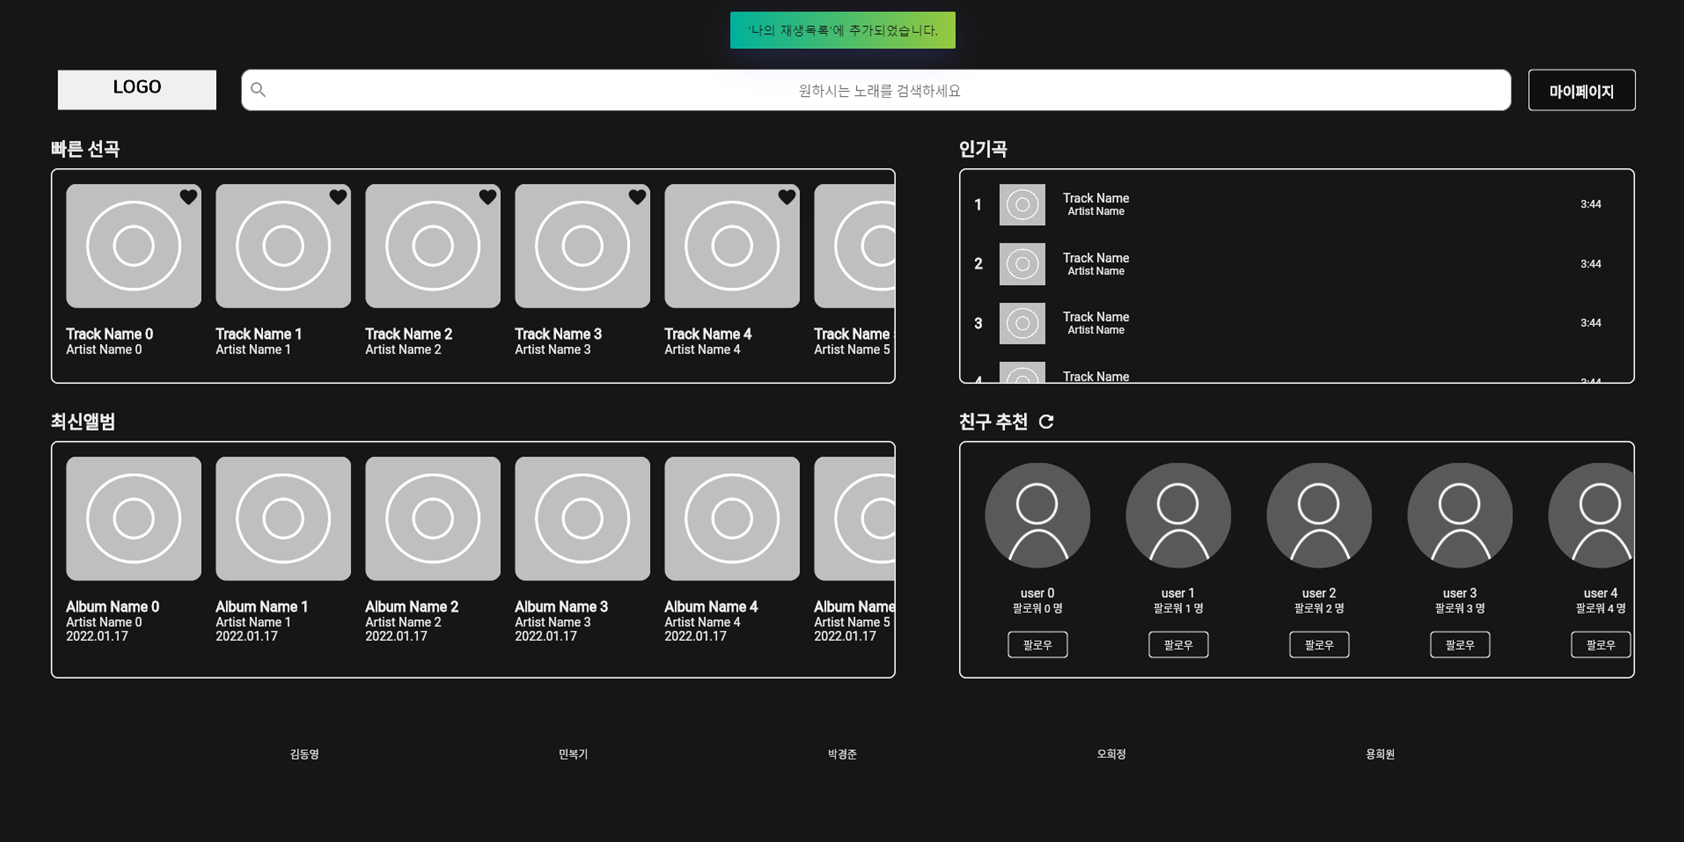 '나의 재생목록'에 추가되었습니다.
LOGO
원하시는 노래를 검색하세요
마이페이지
빠른 선곡
Track Name 0
Artist Name 0
Track Name 1
Artist Name 1
Track Name 2
Artist Name 2
Track Name 3
Artist Name 3
Track Name 4
Artist Name 4
Track Name
Artist Name 5
인기곡
1
Track Name
Artist Name
3:44
2
Track Name
Artist Name
3:44
3
Track Name
Artist Name
3:44
4
Track Name
3:44
최신앨범
Album Name 0
Artist Name 0
2022.01.17
Album Name 1
Artist Name 1
2022.01.17
Album Name 2
Artist Name 2
2022.01.17
Album Name 3
Artist Name 3
2022.01.17
Album Name 4
Artist Name 4
2022.01.17
Album Name
Artist Name 5
2022.01.17
친구 추천
user 0
팔로워 0 명
팔로우
user 1
팔로워 1 명
팔로우
user 2
팔로워 2 명
팔로우
user 3
팔로워 3 명
팔로우
user 4
팔로워 4 명
팔로우
김동영
민복기
박경준
오희정
용희원